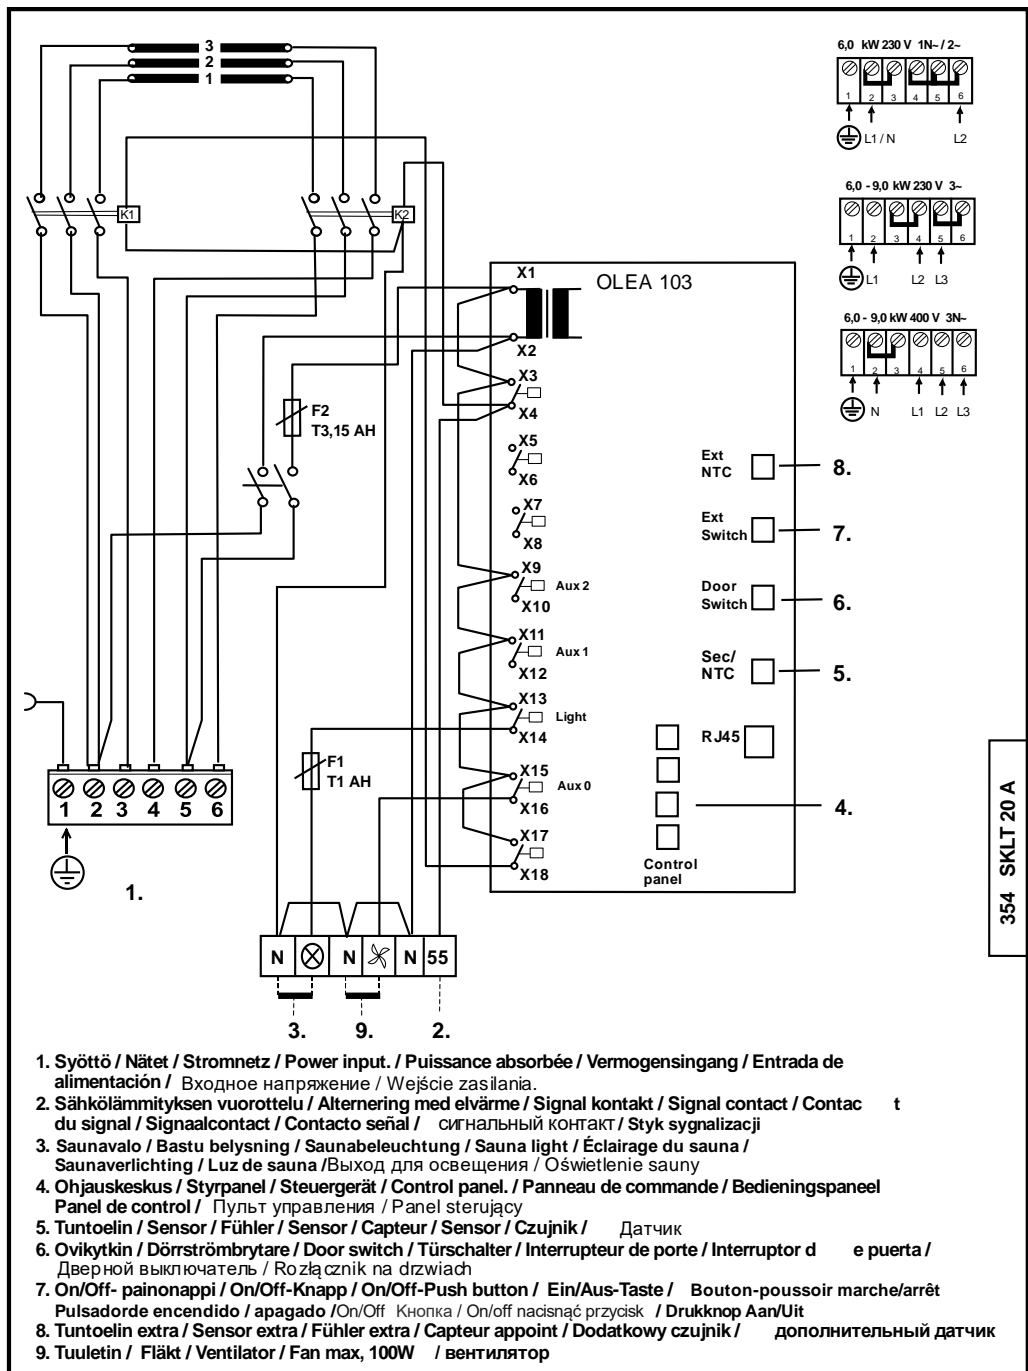 3
2
1
K1
K2
6,0 kW 230 V 1N~ / 2~
1 2 3 4 5 6
L1 / N L2
6,0 - 9,0 kW 230 V 3~
1 2 3 4 5 6
L1 L2 L3
6,0 - 9,0 kW 400 V 3N~
1 2 3 4 5 6
N L1 L2 L3
OLEA 103
X1
X2
X3
X4
X5
X6
X7
X8
X9
Aux 2
X10
X11
Aux 1
X12
X13
Light
X14
X15
Aux 0
X16
X17
X18
F2
T3,15 AH
F1
T1 AH
Ext
NTC
8.
Ext
Switch
7.
Door
Switch
6.
Sec/
NTC
5.
RJ45
4.
Control
panel
1 2 3 4 5 6
1.
N N N 55
3. 9. 2.
354 SKLT 20 A
1. Syöttö / Nätet / Stromnetz / Power input. / Puissance absorbée / Vermogensingang / Entrada de
alimentación / Входное напряжение / Wejście zasilania.
2. Sähkölämmityksen vuorottelu / Alternering med elvärme / Signal kontakt / Signal contact / Contac t
du signal / Signaalcontact / Contacto señal / сигнальный контакт / Styk sygnalizacji
3. Saunavalo / Bastu belysning / Saunabeleuchtung / Sauna light / Éclairage du sauna /
Saunaverlichting / Luz de sauna /Выход для освещения / Oświetlenie sauny
4. Ohjauskeskus / Styrpanel / Steuergerät / Control panel. / Panneau de commande / Bedieningspaneel
Panel de control / Пульт управления / Panel sterujący
5. Tuntoelin / Sensor / Fühler / Sensor / Capteur / Sensor / Czujnik / Датчик
6. Ovikytkin / Dörrströmbrytare / Door switch / Türschalter / Interrupteur de porte / Interruptor d e puerta /
Дверной выключатель / Rozłącznik na drzwiach
7. On/Off- painonappi / On/Off-Knapp / On/Off-Push button / Ein/Aus-Taste / Bouton-poussoir marche/arrêt
Pulsadorde encendido / apagado /On/Off Кнопка / On/off nacisnąć przycisk / Drukknop Aan/Uit
8. Tuntoelin extra / Sensor extra / Fühler extra / Capteur appoint / Dodatkowy czujnik / дополнительный датчик
9. Tuuletin / Fläkt / Ventilator / Fan max, 100W / вентилятор